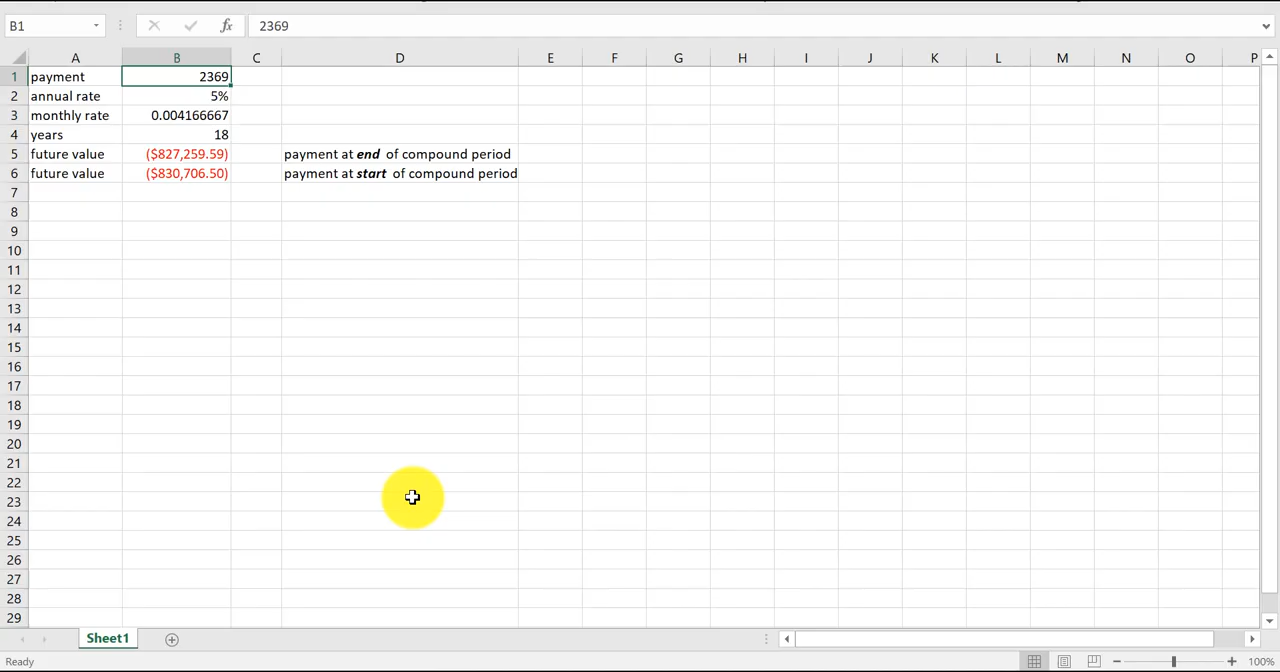 B1 fx 2369
A B C D E F G H I J K L M N O P
1 payment 2369
2 annual rate 5%
3 monthly rate 0.004166667
4 years 18
5 future value ($827,259.59) payment at end of compound period
6 future value ($830,706.50) payment at start of compound period
7
8
9
10
11
12
13
14
15
16
17
18
19
20
21
22
23
24
25
26
27
28
29
Sheet1
Ready 100%